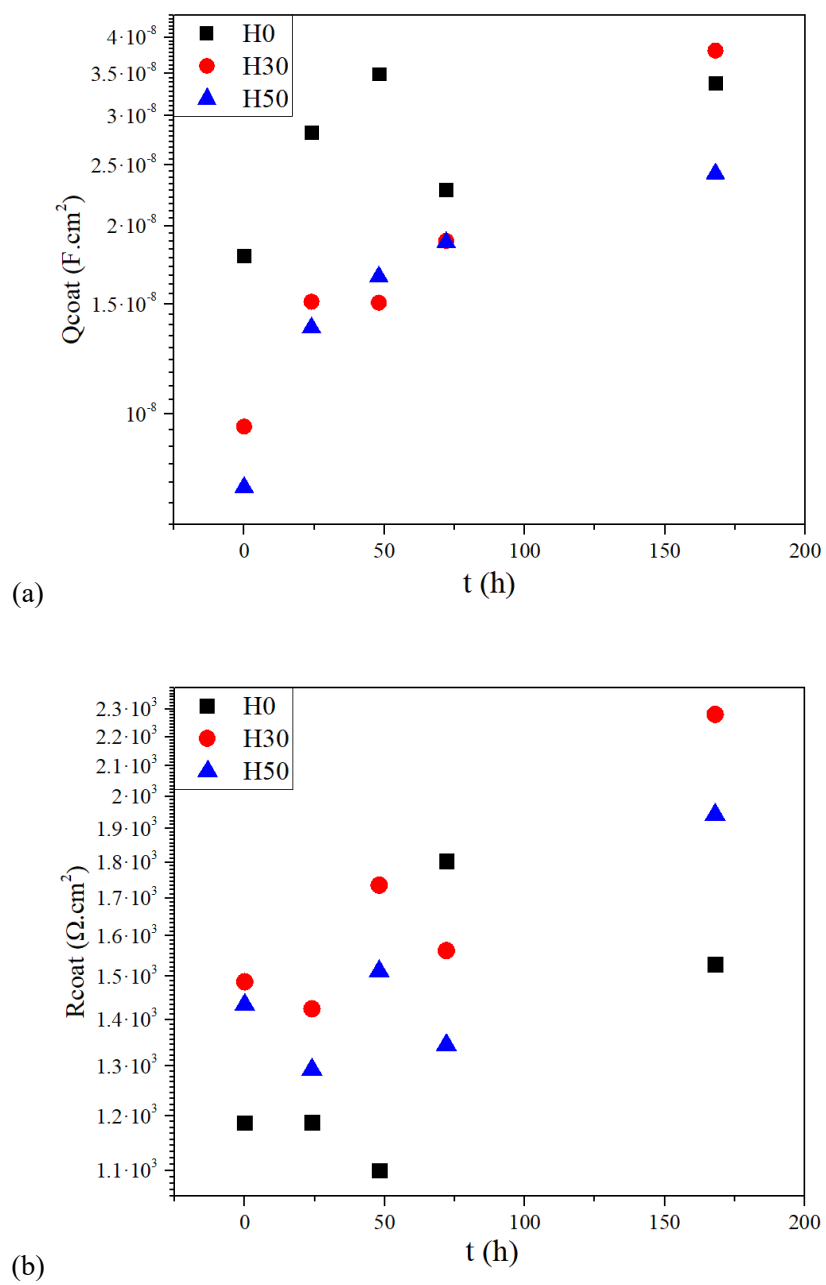 H0
H30
H50
4·10⁻⁸
3.5·10⁻⁸
3·10⁻⁸
2.5·10⁻⁸
2·10⁻⁸
1.5·10⁻⁸
10⁻⁸
Qcoat (F.cm²)
0 50 100 150 200
t (h)
(a)
H0
H30
H50
2.3·10³
2.2·10³
2.1·10³
2·10³
1.9·10³
1.8·10³
1.7·10³
1.6·10³
1.5·10³
1.4·10³
1.3·10³
1.2·10³
1.1·10³
Rcoat (Ω.cm²)
0 50 100 150 200
t (h)
(b)